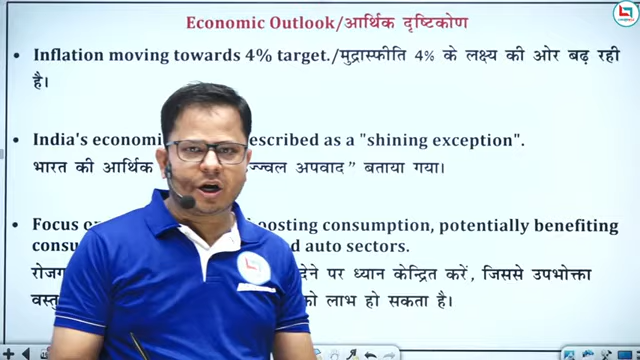 Economic Outlook/आर्थिक दृष्टिकोण
• Inflation moving towards 4% target./मुद्रास्फीति 4% के लक्ष्य की ओर बढ़ रही
है।
• India's economi escribed as a "shining exception".
भारत की आर्थिक ज्ज्वल अपवाद” बताया गया।
• Focus o oosting consumption, potentially benefiting
consu d auto sectors.
रोजग देने पर ध्यान केन्द्रित करें, जिससे उपभोक्ता
वस्तु को लाभ हो सकता है।